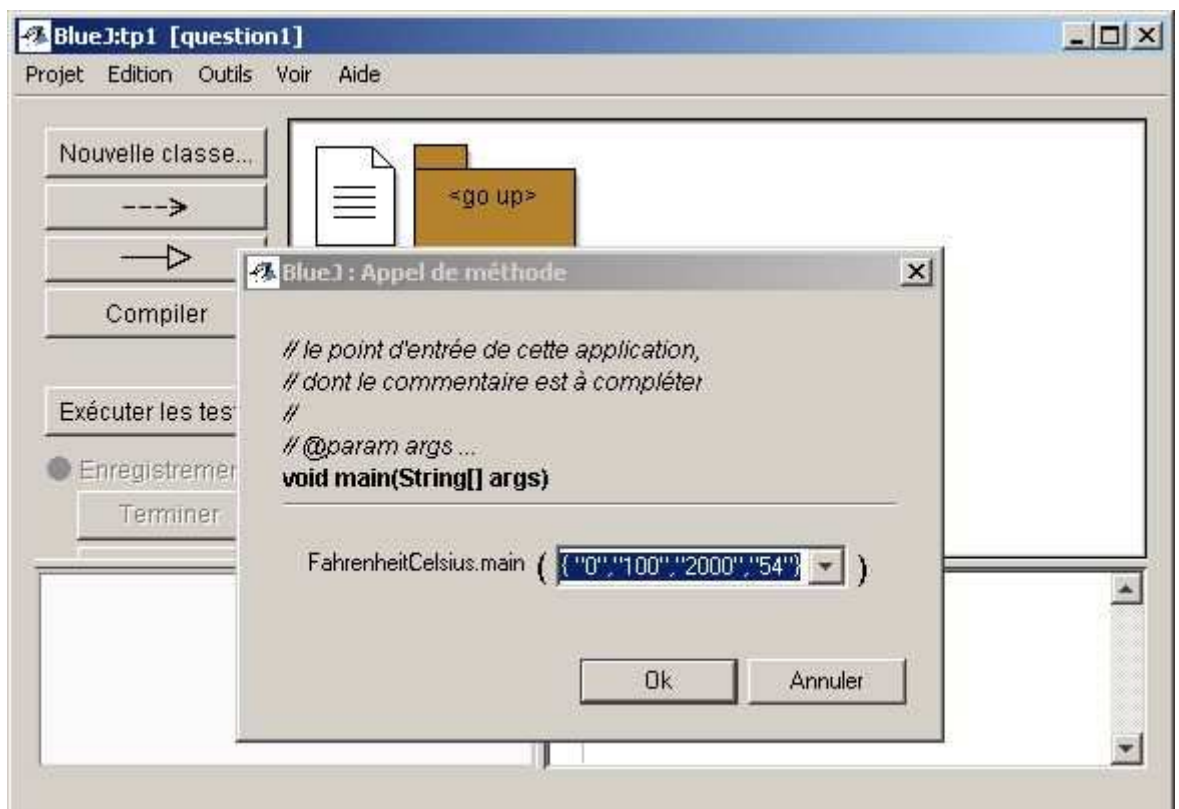 BlueJ:tp1 [question1]
Projet Edition Outils Voir Aide
Nouvelle classe...
<go up>
Compiler
Exécuter les tes
Enregistremer
Terminer
BlueJ : Appel de méthode
// le point d'entrée de cette application,
// dont le commentaire est à compléter
//
// @param args ...
void main(String[] args)
FahrenheitCelsius.main ( { "0","100","2000","54"} )
Ok Annuler